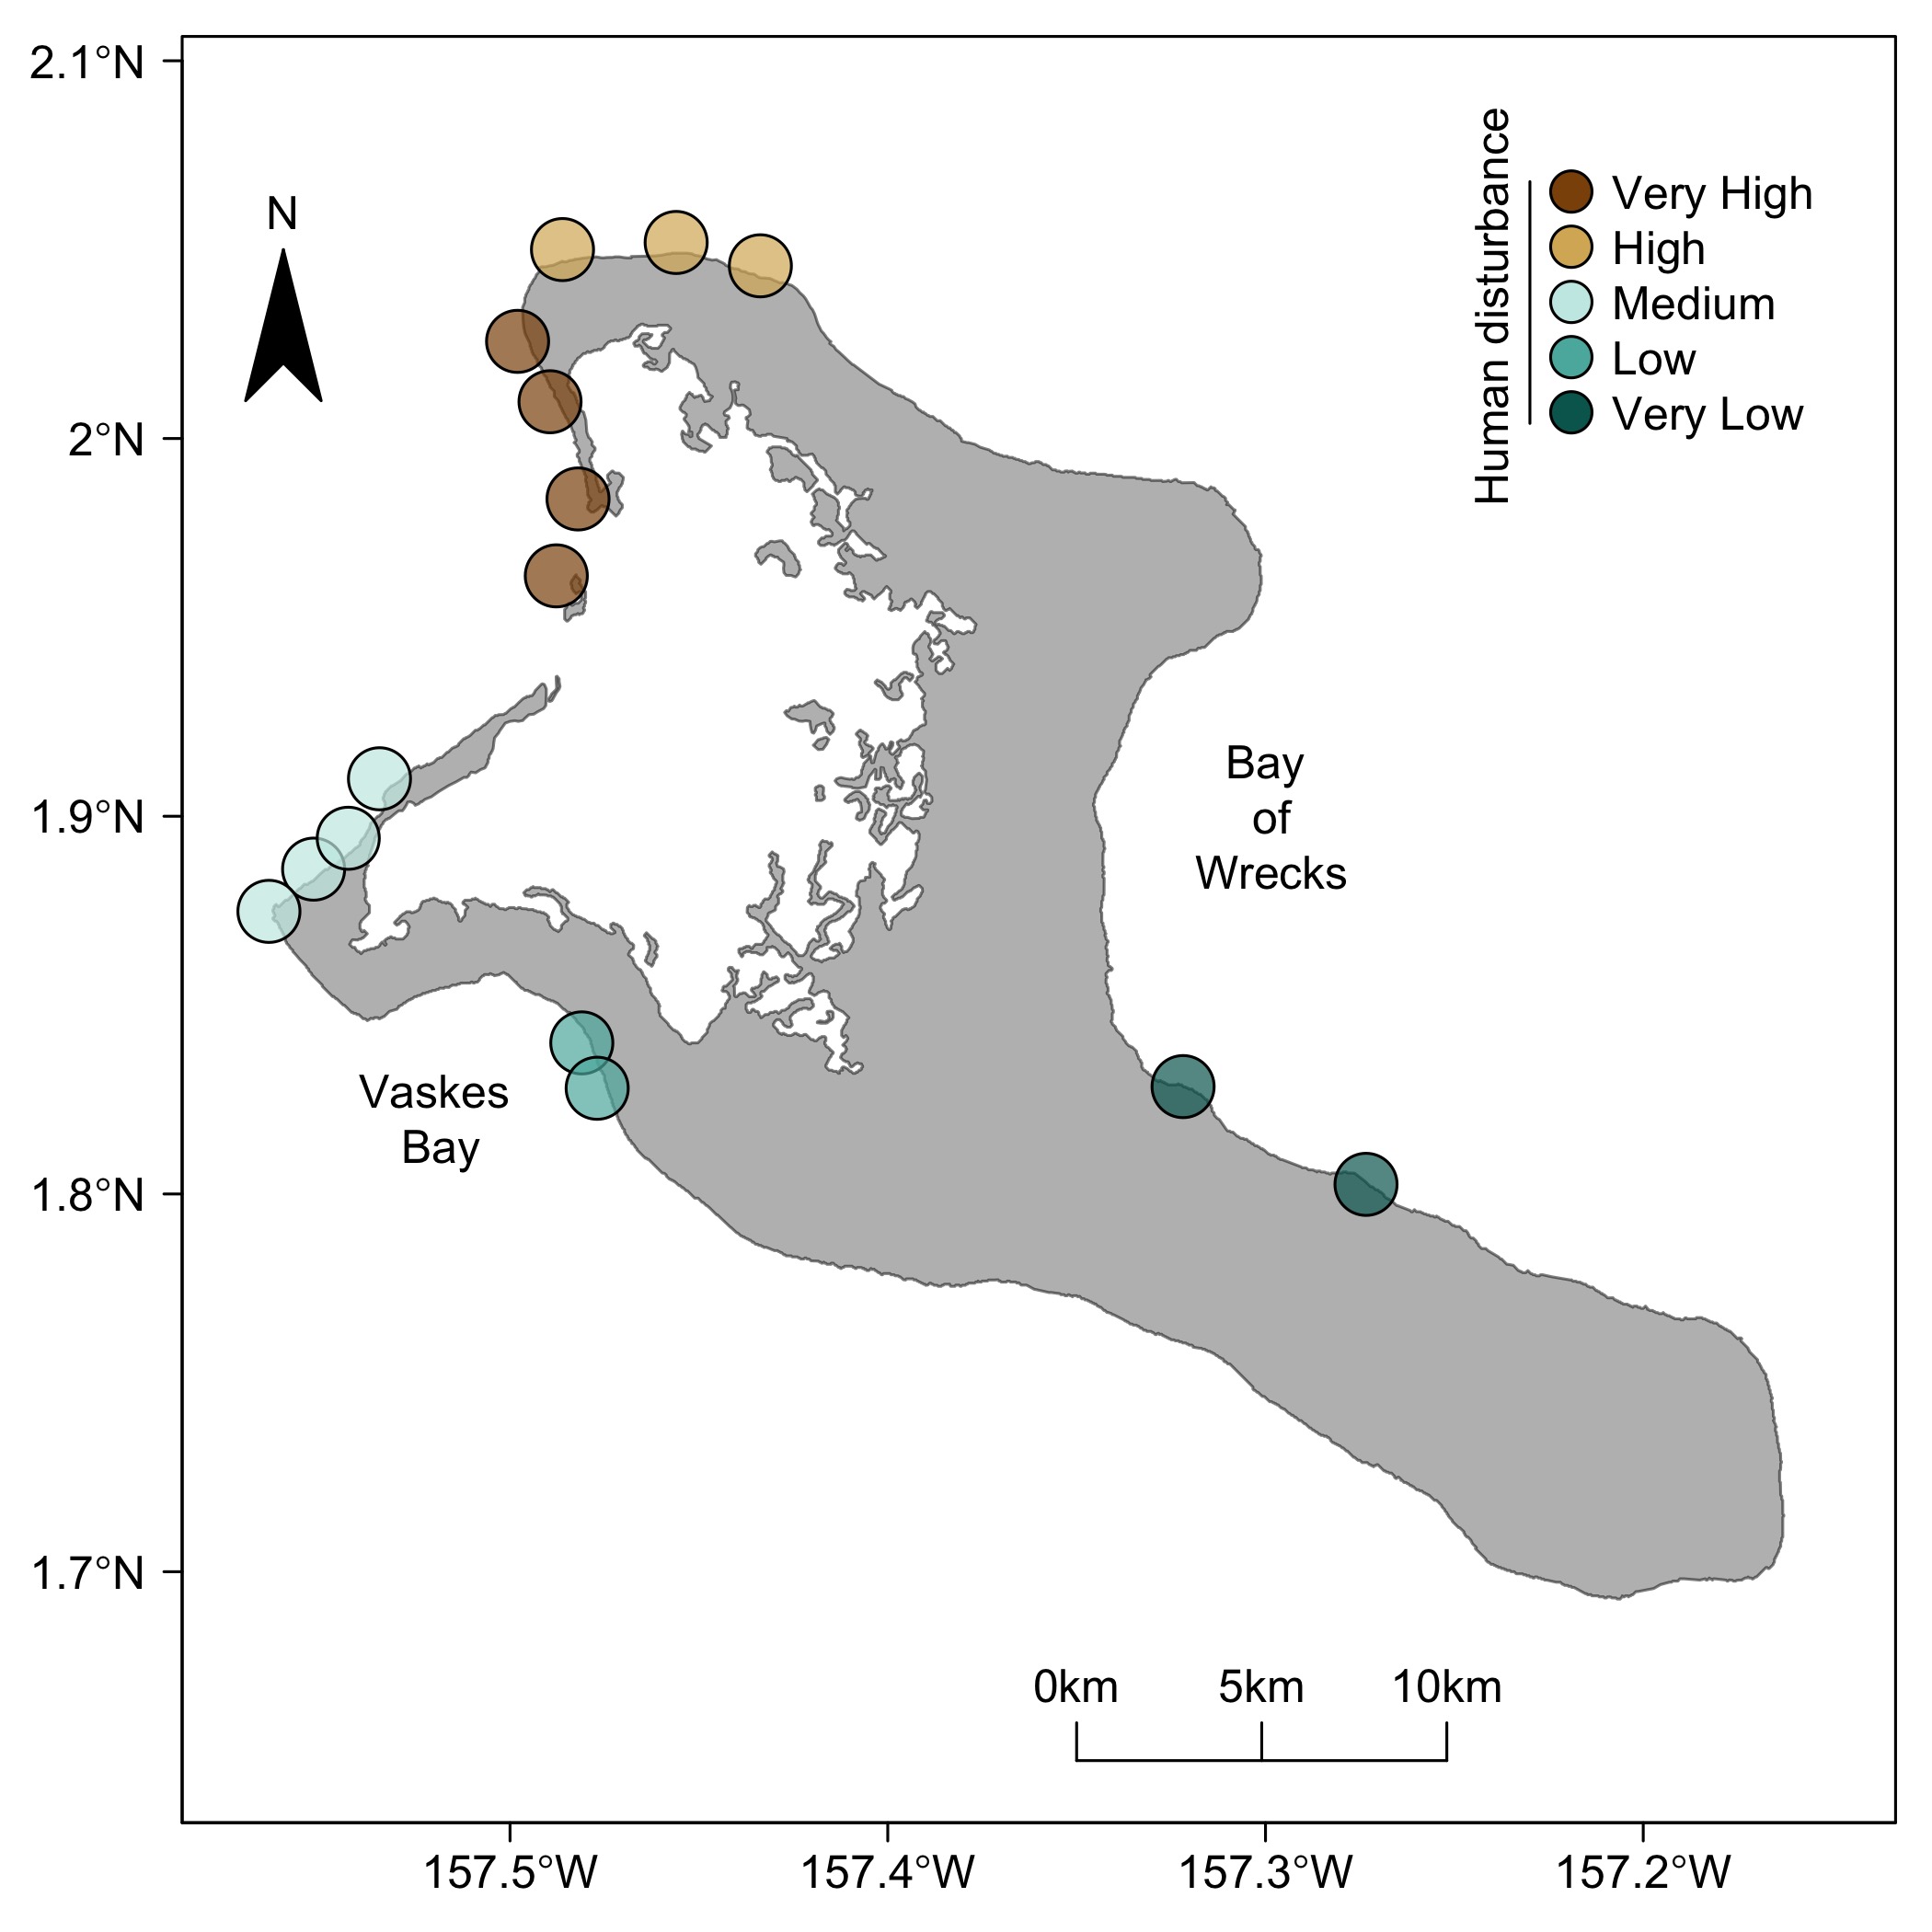 2.1°N
2°N
1.9°N
1.8°N
1.7°N
N
Human disturbance
Very High
High
Medium
Low
Very Low
Bay
of
Wrecks
Vaskes
Bay
0km 5km 10km
157.5°W 157.4°W 157.3°W 157.2°W